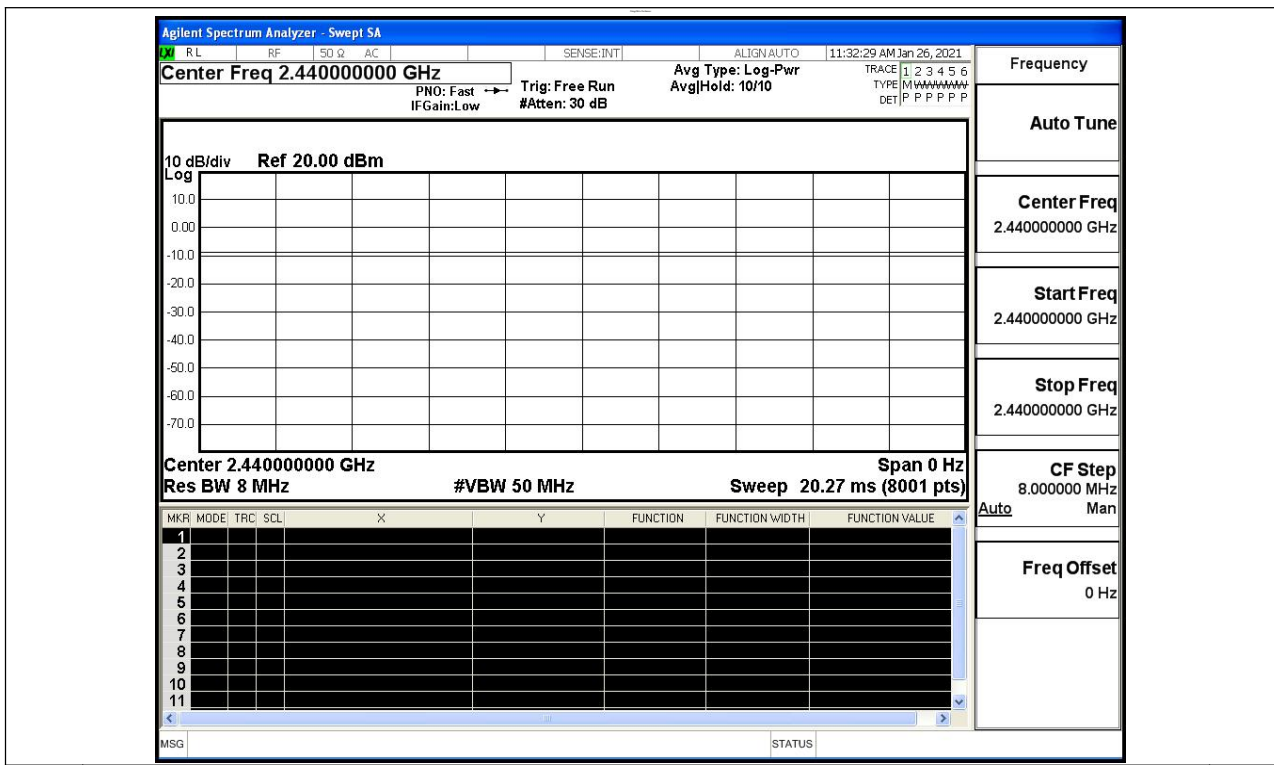 Agilent Spectrum Analyzer - Swept SA
LXI RL RF 50 Ω AC SENSE:INT ALIGN AUTO 11:32:29 AM Jan 26, 2021
Center Freq 2.440000000 GHz
PNO: Fast
IFGain:Low
Trig: Free Run
#Atten: 30 dB
Avg Type: Log-Pwr
Avg|Hold: 10/10
TRACE 1 2 3 4 5 6
TYPE M WWWWW
DET P P P P P P
10 dB/div Ref 20.00 dBm
Log
10.0
0.00
-10.0
-20.0
-30.0
-40.0
-50.0
-60.0
-70.0
Center 2.440000000 GHz Span 0 Hz
Res BW 8 MHz #VBW 50 MHz Sweep 20.27 ms (8001 pts)
MKR MODE TRC SCL X Y FUNCTION FUNCTION WIDTH FUNCTION VALUE
1
2
3
4
5
6
7
8
9
10
11
MSG STATUS
Frequency
Auto Tune
Center Freq
2.440000000 GHz
Start Freq
2.440000000 GHz
Stop Freq
2.440000000 GHz
CF Step
8.000000 MHz
Auto Man
Freq Offset
0 Hz